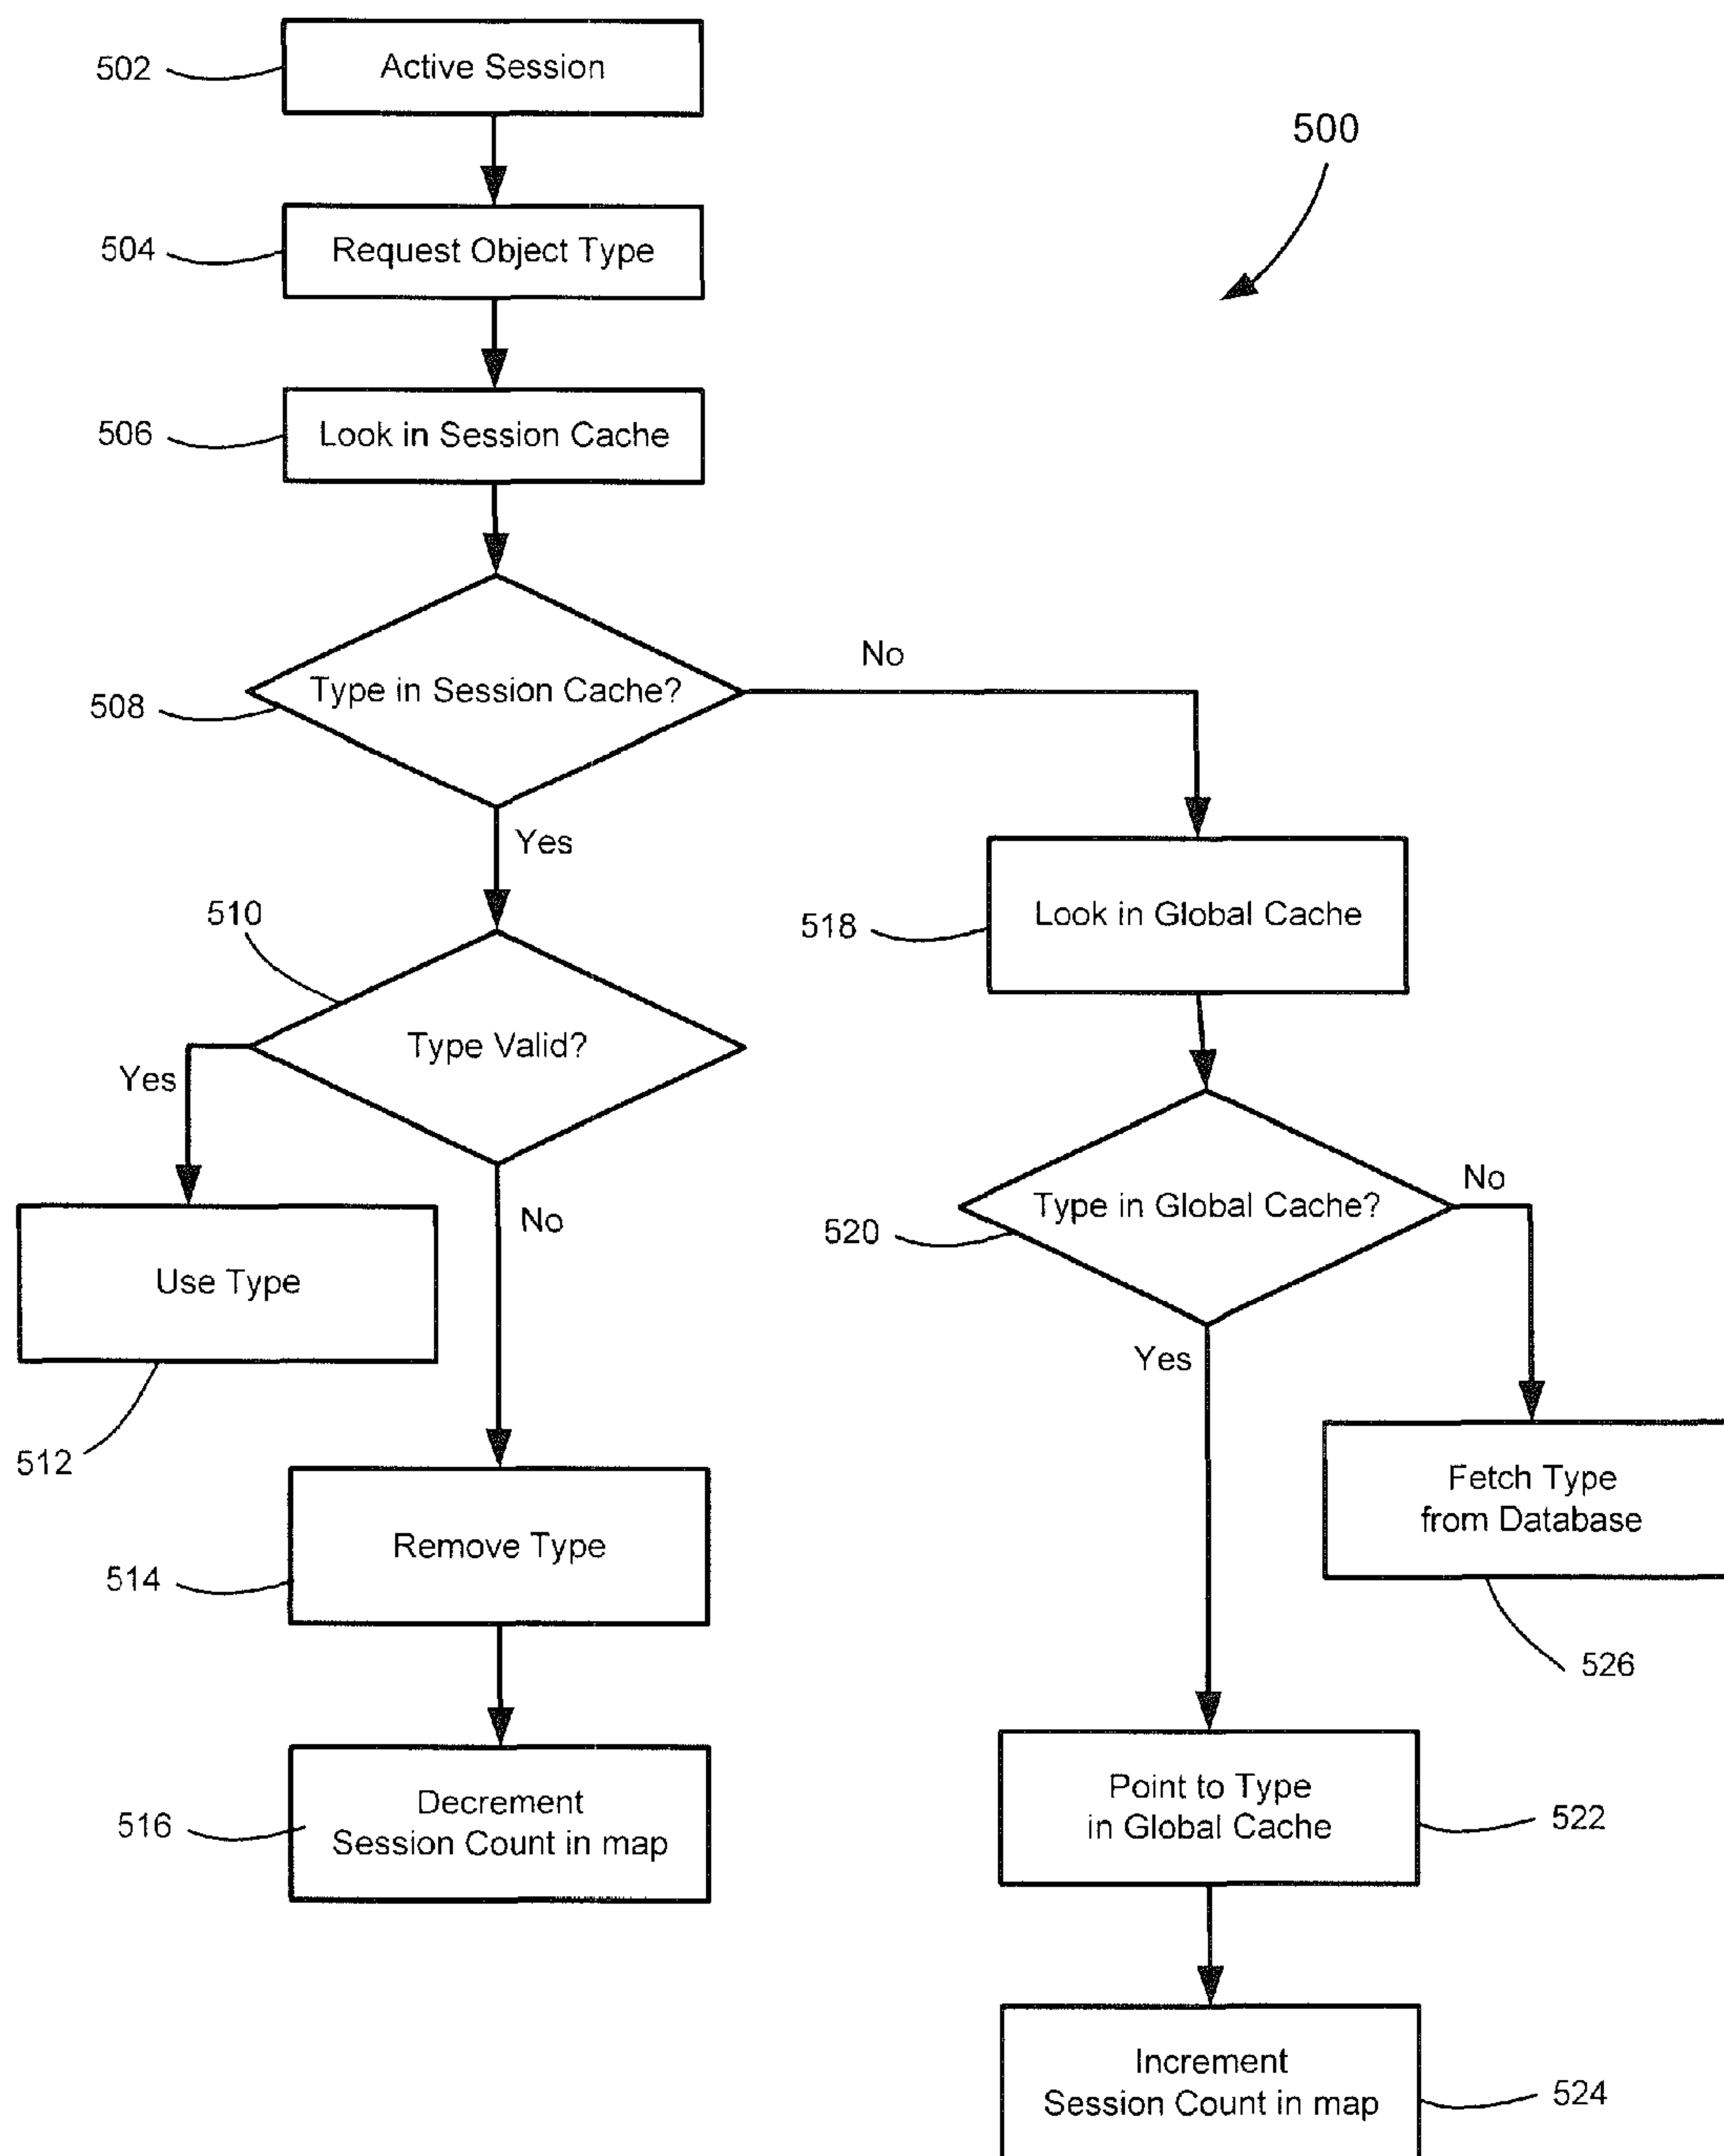 502
Active Session
500
504
Request Object Type
506
Look in Session Cache
No
508
Type in Session Cache?
Yes
510
518
Look in Global Cache
Type Valid?
Yes
No
No
520
Type in Global Cache?
Use Type
Yes
512
Fetch Type
from Database
514
Remove Type
526
Point to Type
in Global Cache
522
516
Decrement
Session Count in map
Increment
Session Count in map
524